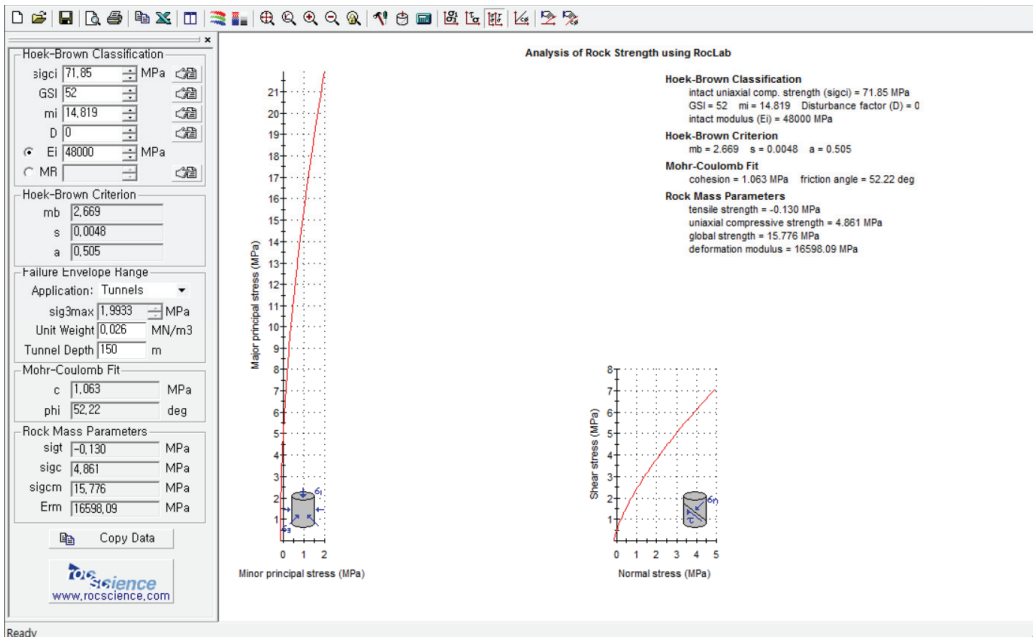 Hoek-Brown Classification
sigci 71,85 MPa
GSI 52
mi 14,819
D 0
Ei 48000 MPa
MR
Hoek-Brown Criterion
mb 2,669
s 0,0048
a 0,505
Failure Envelope Range
Application: Tunnels
sig3max 1,9933 MPa
Unit Weight 0,026 MN/m3
Tunnel Depth 150 m
Mohr-Coulomb Fit
c 1,063 MPa
phi 52,22 deg
Rock Mass Parameters
sigt -0,130 MPa
sigc 4,861 MPa
sigcm 15,776 MPa
Erm 16598,09 MPa
Copy Data
rocscience
www.rocscience.com
Ready
Analysis of Rock Strength using RocLab
Hoek-Brown Classification
intact uniaxial comp. strength (sigci) = 71.85 MPa
GSI = 52 mi = 14.819 Disturbance factor (D) = 0
intact modulus (Ei) = 48000 MPa
Hoek-Brown Criterion
mb = 2.669 s = 0.0048 a = 0.505
Mohr-Coulomb Fit
cohesion = 1.063 MPa friction angle = 52.22 deg
Rock Mass Parameters
tensile strength = -0.130 MPa
uniaxial compressive strength = 4.861 MPa
global strength = 15.776 MPa
deformation modulus = 16598.09 MPa
Major principal stress (MPa)
21
20
19
18
17
16
15
14
13
12
11
10
9
8
7
6
5
4
3
2
1
0 1 2
Minor principal stress (MPa)
Shear stress (MPa)
8
7
6
5
4
3
2
1
0 1 2 3 4 5
Normal stress (MPa)